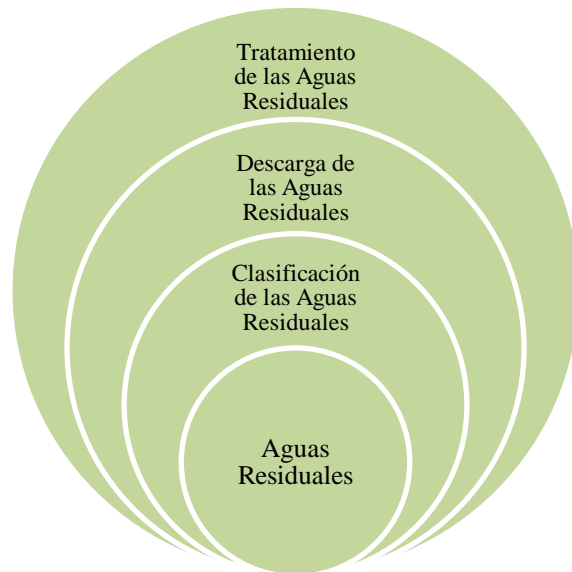 Tratamiento
de las Aguas
Residuales
Descarga de
las Aguas
Residuales
Clasificación
de las Aguas
Residuales
Aguas
Residuales